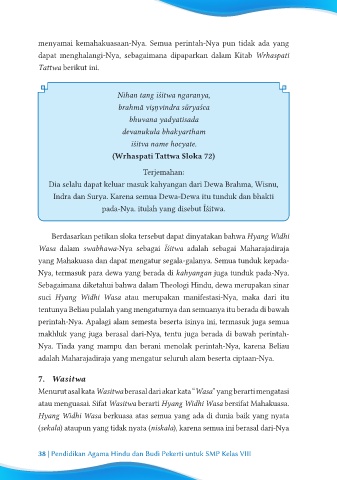 menyamai kemahakuasaan-Nya. Semua perintah-Nya pun tidak ada yang
dapat menghalangi-Nya, sebagaimana dipaparkan dalam Kitab Wrhaspati
Tattwa berikut ini.
Nihan tang iśitwa ngaranya,
brahmā viṣṇvindra sūryaśca
bhuvana yadyatisada
devanukula bhakyartham
iśitva name hocyate.
(Wrhaspati Tattwa Sloka 72)
Terjemahan:
Dia selalu dapat keluar masuk kahyangan dari Dewa Brahma, Wisnu,
Indra dan Surya. Karena semua Dewa-Dewa itu tunduk dan bhakti
pada-Nya. itulah yang disebut Iśitwa.
Berdasarkan petikan sloka tersebut dapat dinyatakan bahwa Hyang Widhi
Wasa dalam swabhawa-Nya sebagai Īśitwa adalah sebagai Maharajadiraja
yang Mahakuasa dan dapat mengatur segala-galanya. Semua tunduk kepada-
Nya, termasuk para dewa yang berada di kahyangan juga tunduk pada-Nya.
Sebagaimana diketahui bahwa dalam Theologi Hindu, dewa merupakan sinar
suci Hyang Widhi Wasa atau merupakan manifestasi-Nya, maka dari itu
tentunya Beliau pulalah yang mengaturnya dan semuanya itu berada di bawah
perintah-Nya. Apalagi alam semesta beserta isinya ini, termasuk juga semua
makhluk yang juga berasal dari-Nya, tentu juga berada di bawah perintah-
Nya. Tiada yang mampu dan berani menolak perintah-Nya, karena Beliau
adalah Maharajadiraja yang mengatur seluruh alam beserta ciptaan-Nya.
7. Wasitwa
Menurut asal kata Wasitwa berasal dari akar kata "Wasa" yang berarti mengatasi
atau menguasai. Sifat Wasitwa berarti Hyang Widhi Wasa bersifat Mahakuasa.
Hyang Widhi Wasa berkuasa atas semua yang ada di dunia baik yang nyata
(sekala) ataupun yang tidak nyata (niskala), karena semua ini berasal dari-Nya
38 | Pendidikan Agama Hindu dan Budi Pekerti untuk SMP Kelas VIII